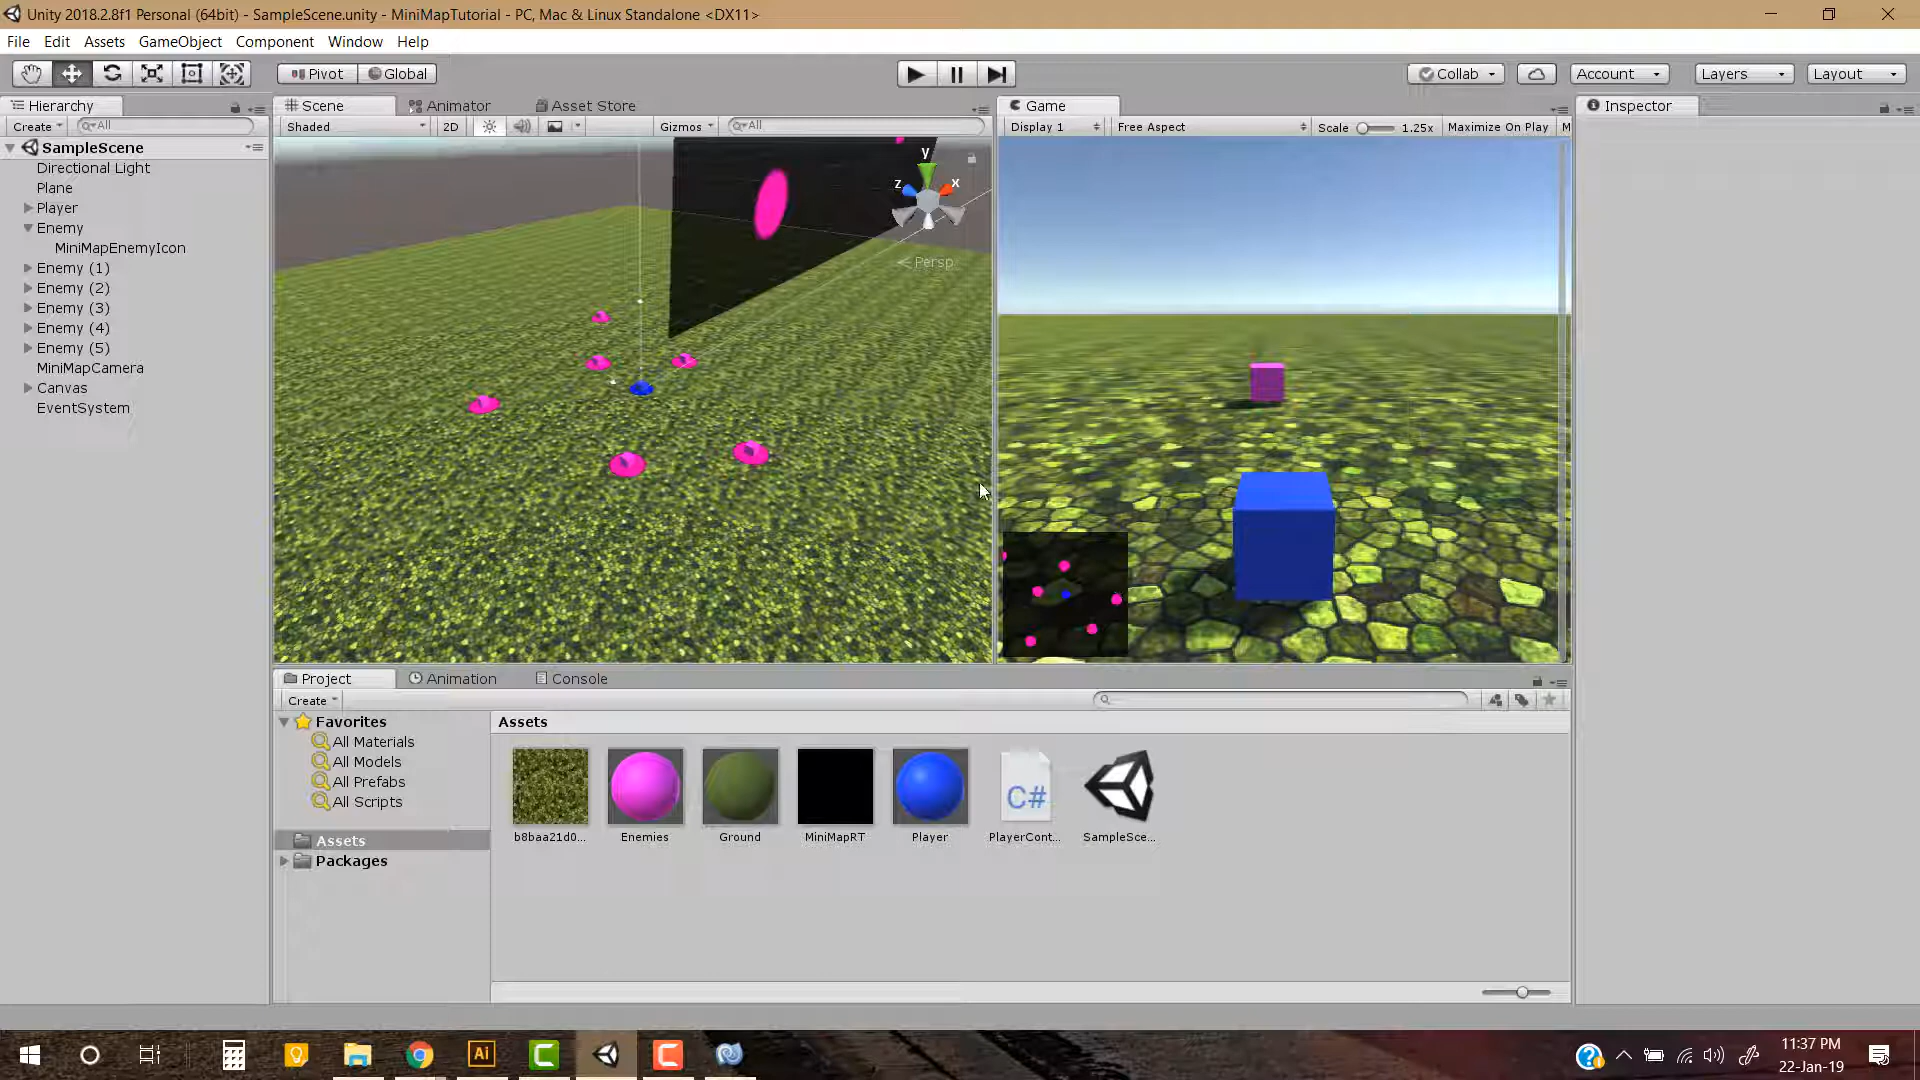 Unity 2018.2.8f1 Personal (64bit) - SampleScene.unity - MiniMapTutorial - PC, Mac & Linux Standalone <DX11>
File Edit Assets GameObject Component Window Help
Pivot Global Collab Account Layers Layout
Hierarchy
Create All
SampleScene
Directional Light
Plane
Player
Enemy
MiniMapEnemyIcon
Enemy (1)
Enemy (2)
Enemy (3)
Enemy (4)
Enemy (5)
MiniMapCamera
Canvas
EventSystem
Scene Animator Asset Store
Shaded 2D Gizmos All
y
z x
Persp
Game
Display 1 Free Aspect Scale 1.25x Maximize On Play M
Inspector
Project Animation Console
Create
Favorites
All Materials
All Models
All Prefabs
All Scripts
Assets
Packages
Assets
b8baa21d0... Enemies Ground MiniMapRT Player PlayerCont... SampleSce...
C#
Ai
11:37 PM
22-Jan-19